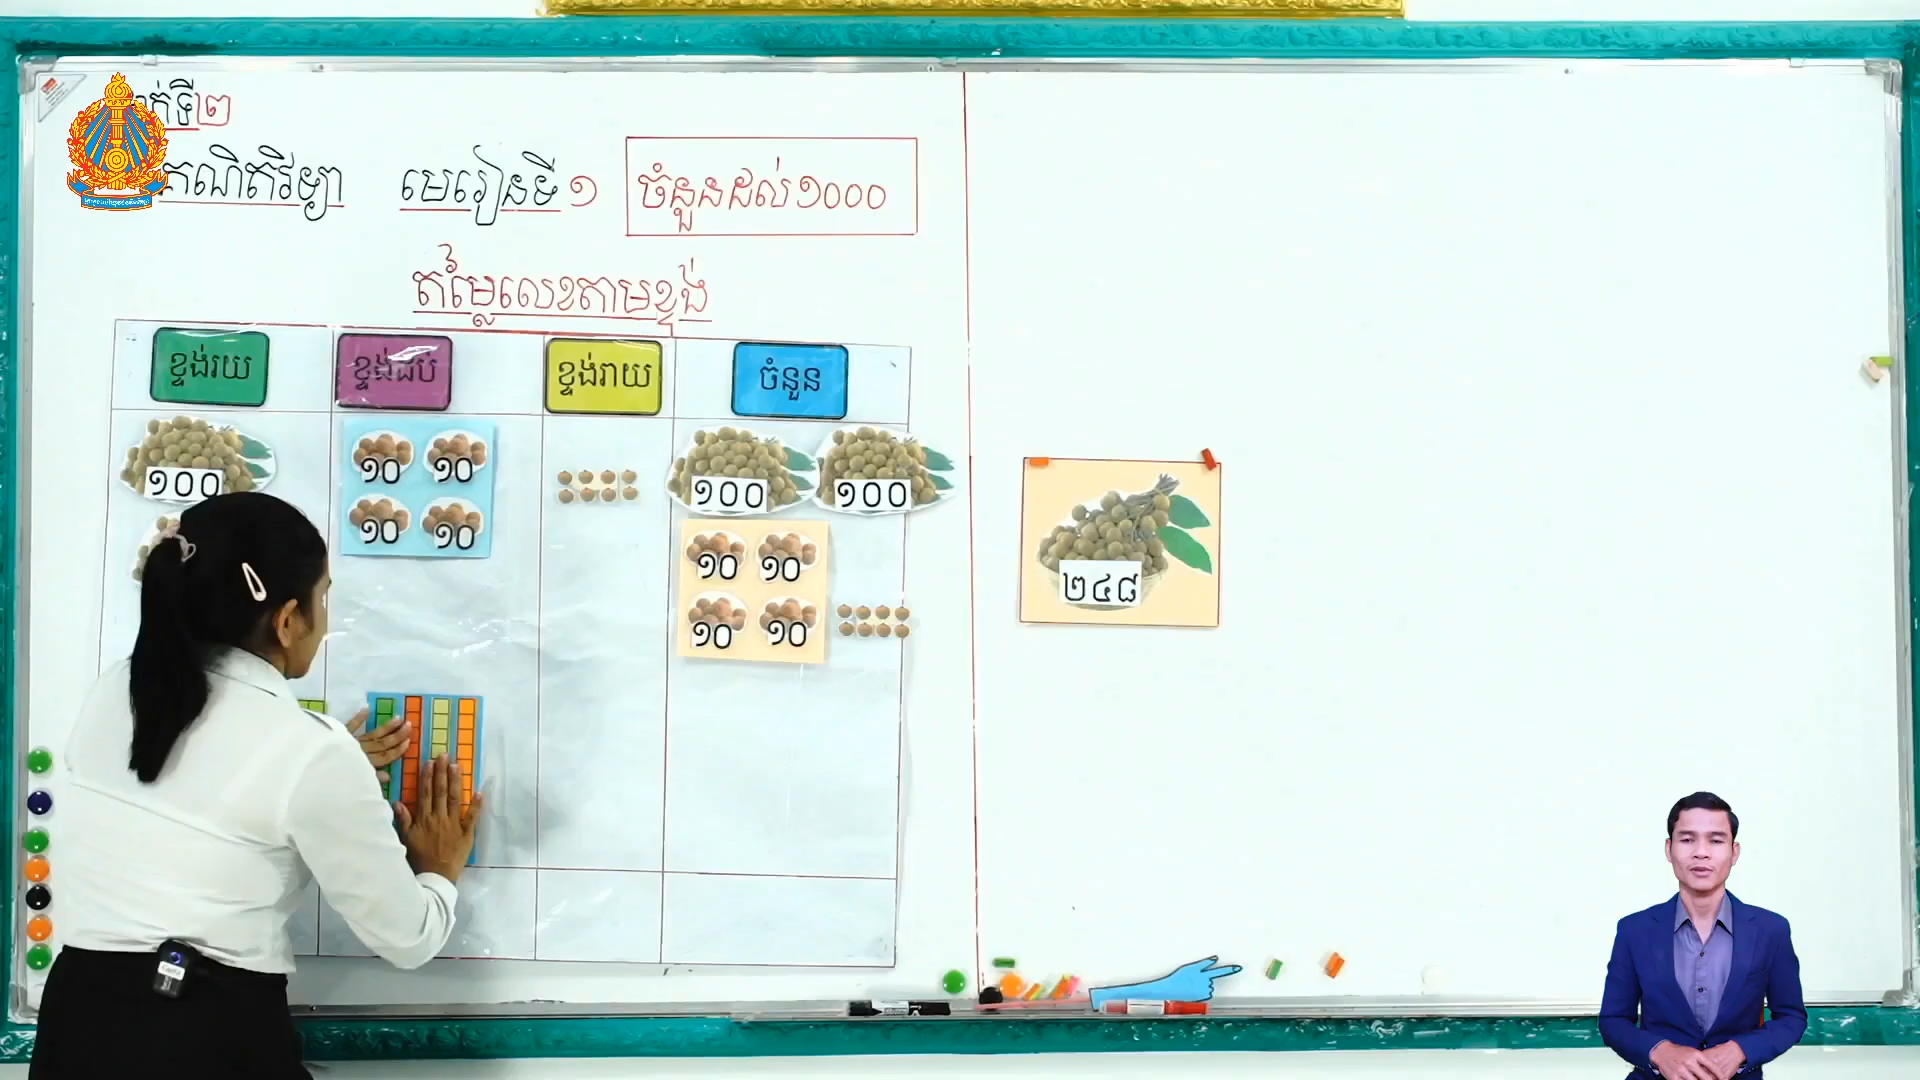 ក់ទី២
គណិតវិទ្យា មេរៀនទី ១ ចំនួនដល់១០០០
តម្លៃលេខតាមខ្ទង់
ខ្ទង់រយ ខ្ទង់ដប់ ខ្ទង់រាយ ចំនួន
១០០ ១០ ១០ ១០០ ១០០
១០ ១០
១០ ១០
១០ ១០
២៤៨